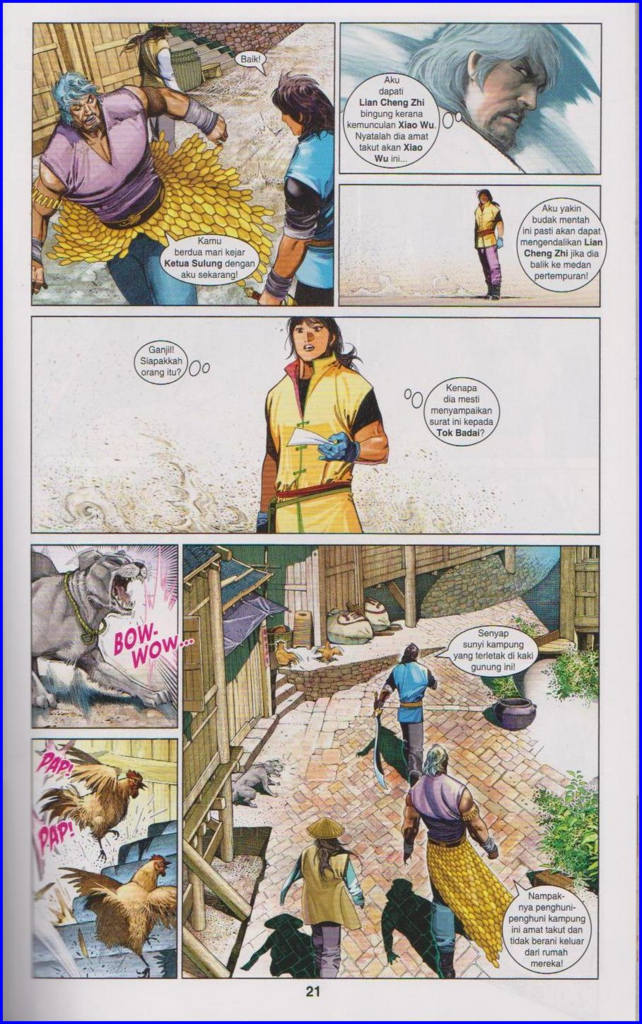 Baik!
Kamu
berdua mari kejar
Ketua Sulung dengan
aku sekarang!
Aku
dapati
Lian Cheng Zhi
bingung kerana
kemunculan Xiao Wu.
Nyatalah dia amat
takut akan Xiao
Wu ini...
Aku yakin
budak mentah
ini pasti akan dapat
mengendalikan Lian
Cheng Zhi jika dia
balik ke medan
pertempuran!
Ganjil!
Siapakkah
orang itu?
Kenapa
dia mesti
menyampaikan
surat ini kepada
Tok Badai?
BOW-
WOW...
PAP!
PAP!
Senyap
sunyi kampung
yang terletak di kaki
gunung ini!
Nampak-
nya penghuni-
penghuni kampung
ini amat takut dan
tidak berani keluar
dari rumah
mereka!
21